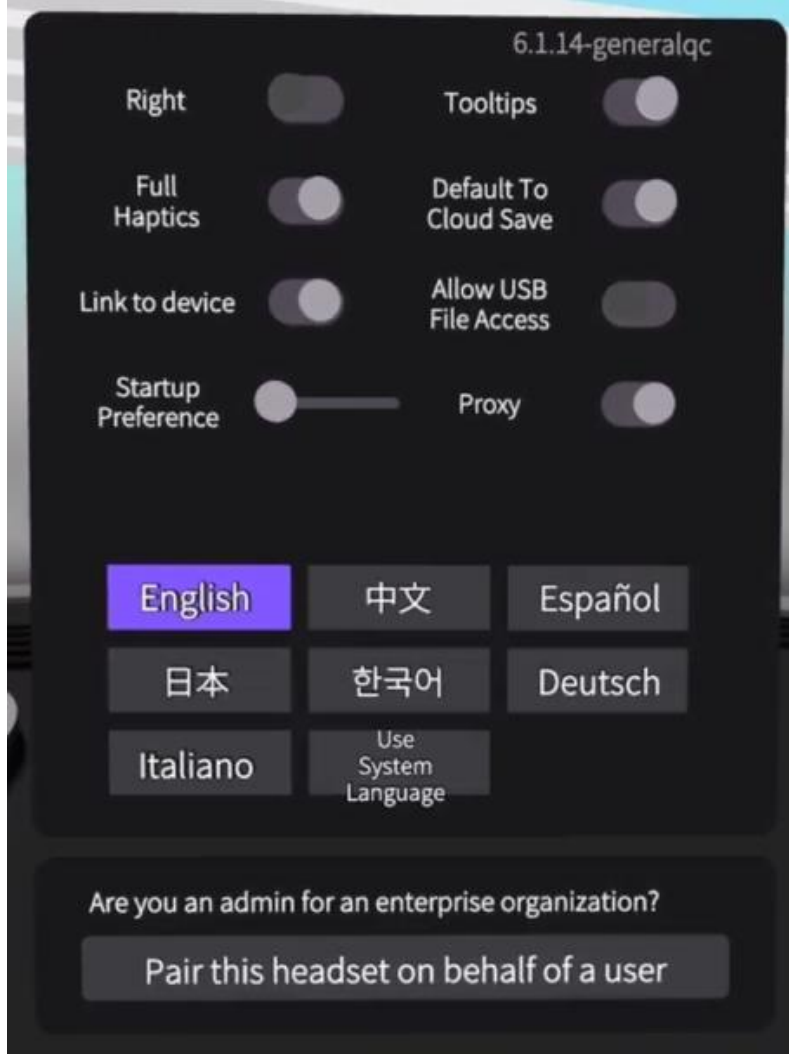 6.1.14-generalqc
Right
Tooltips
Full
Haptics
Default To
Cloud Save
Link to device
Allow USB
File Access
Startup
Preference
Proxy
English
中文
Español
日本
한국어
Deutsch
Italiano
Use
System
Language
Are you an admin for an enterprise organization?
Pair this headset on behalf of a user